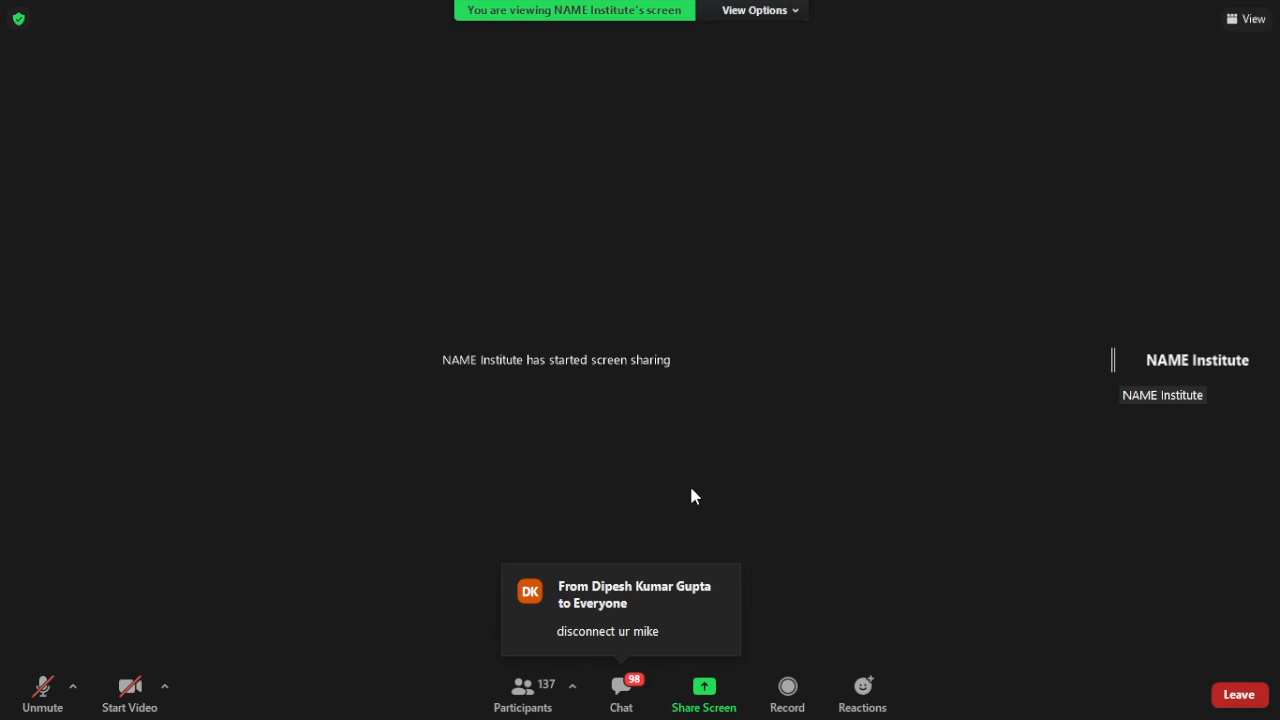 You are viewing NAME Institute's screen
View Options
View
NAME Institute has started screen sharing
NAME Institute
NAME Institute
DK
From Dipesh Kumar Gupta
to Everyone
disconnect ur mike
Unmute
Start Video
137
Participants
98
Chat
Share Screen
Record
Reactions
Leave